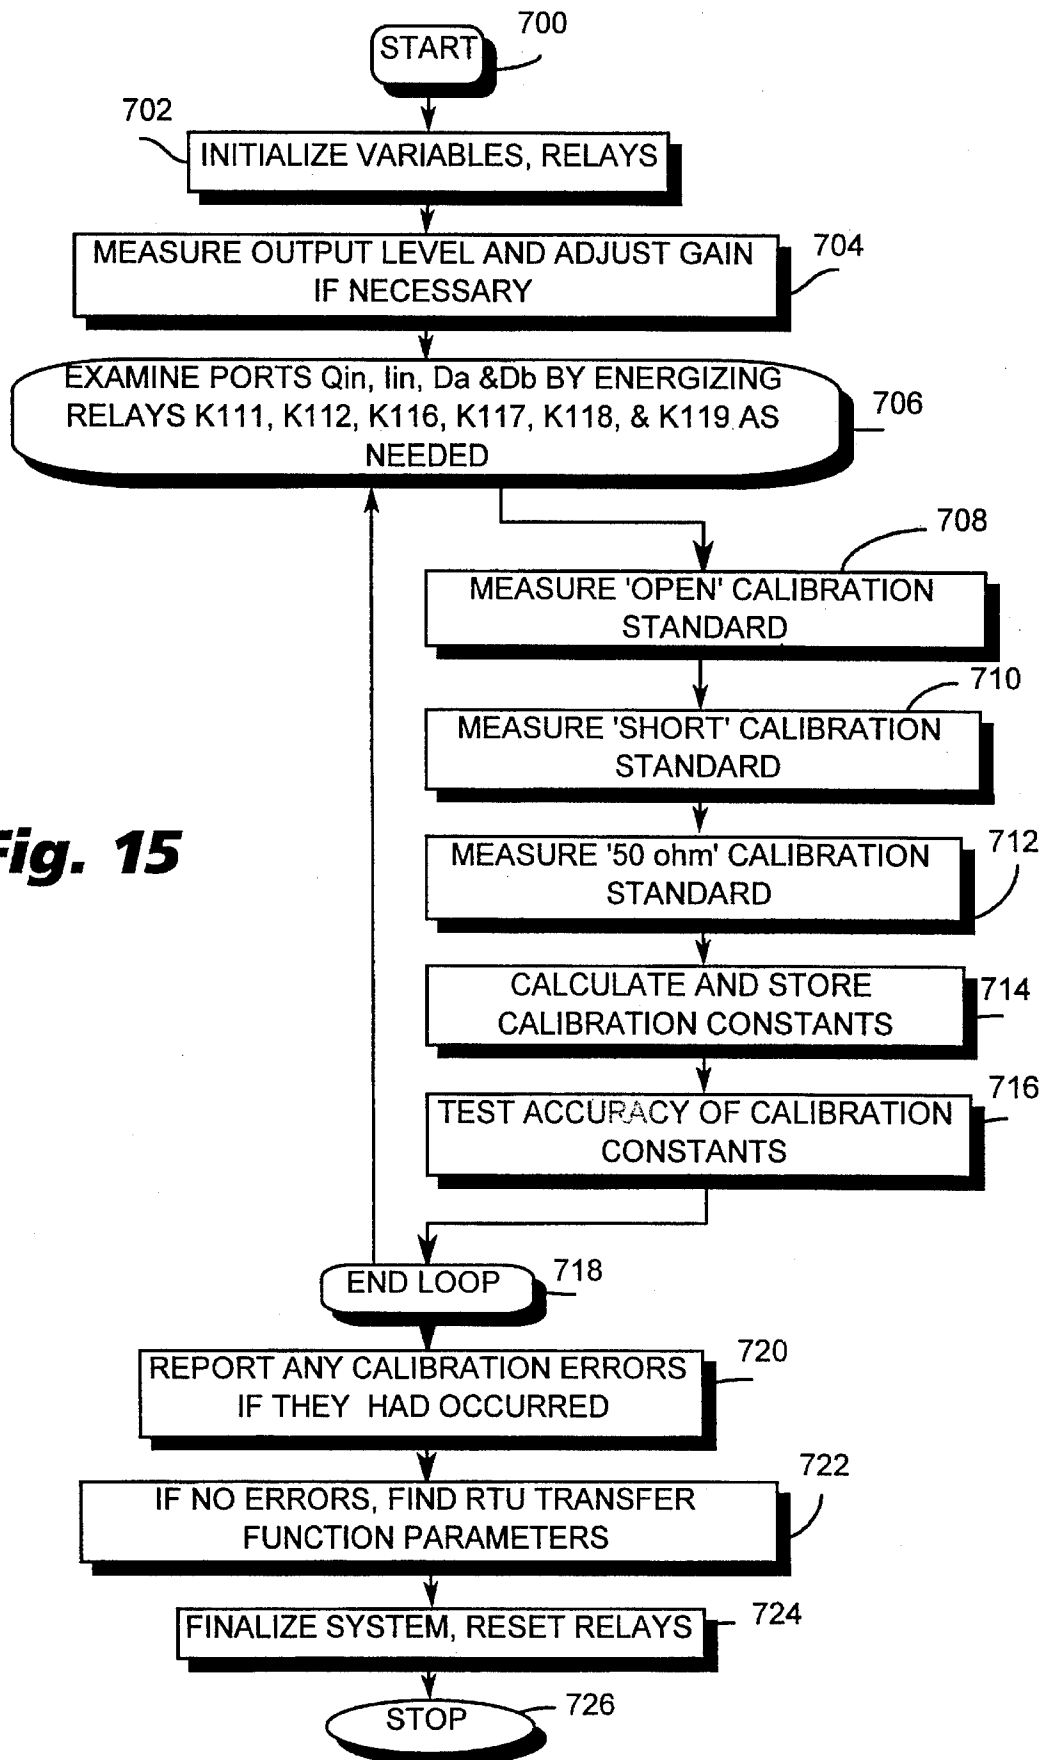 START
700
702
INITIALIZE VARIABLES, RELAYS
MEASURE OUTPUT LEVEL AND ADJUST GAIN
IF NECESSARY
704
EXAMINE PORTS Qin, Iin, Da &Db BY ENERGIZING
RELAYS K111, K112, K116, K117, K118, & K119 AS
NEEDED
706
708
MEASURE 'OPEN' CALIBRATION
STANDARD
710
MEASURE 'SHORT' CALIBRATION
STANDARD
Fig. 15
712
MEASURE '50 ohm' CALIBRATION
STANDARD
CALCULATE AND STORE
CALIBRATION CONSTANTS
714
TEST ACCURACY OF CALIBRATION
CONSTANTS
716
END LOOP
718
REPORT ANY CALIBRATION ERRORS
IF THEY HAD OCCURRED
720
IF NO ERRORS, FIND RTU TRANSFER
FUNCTION PARAMETERS
722
FINALIZE SYSTEM, RESET RELAYS
724
STOP
726